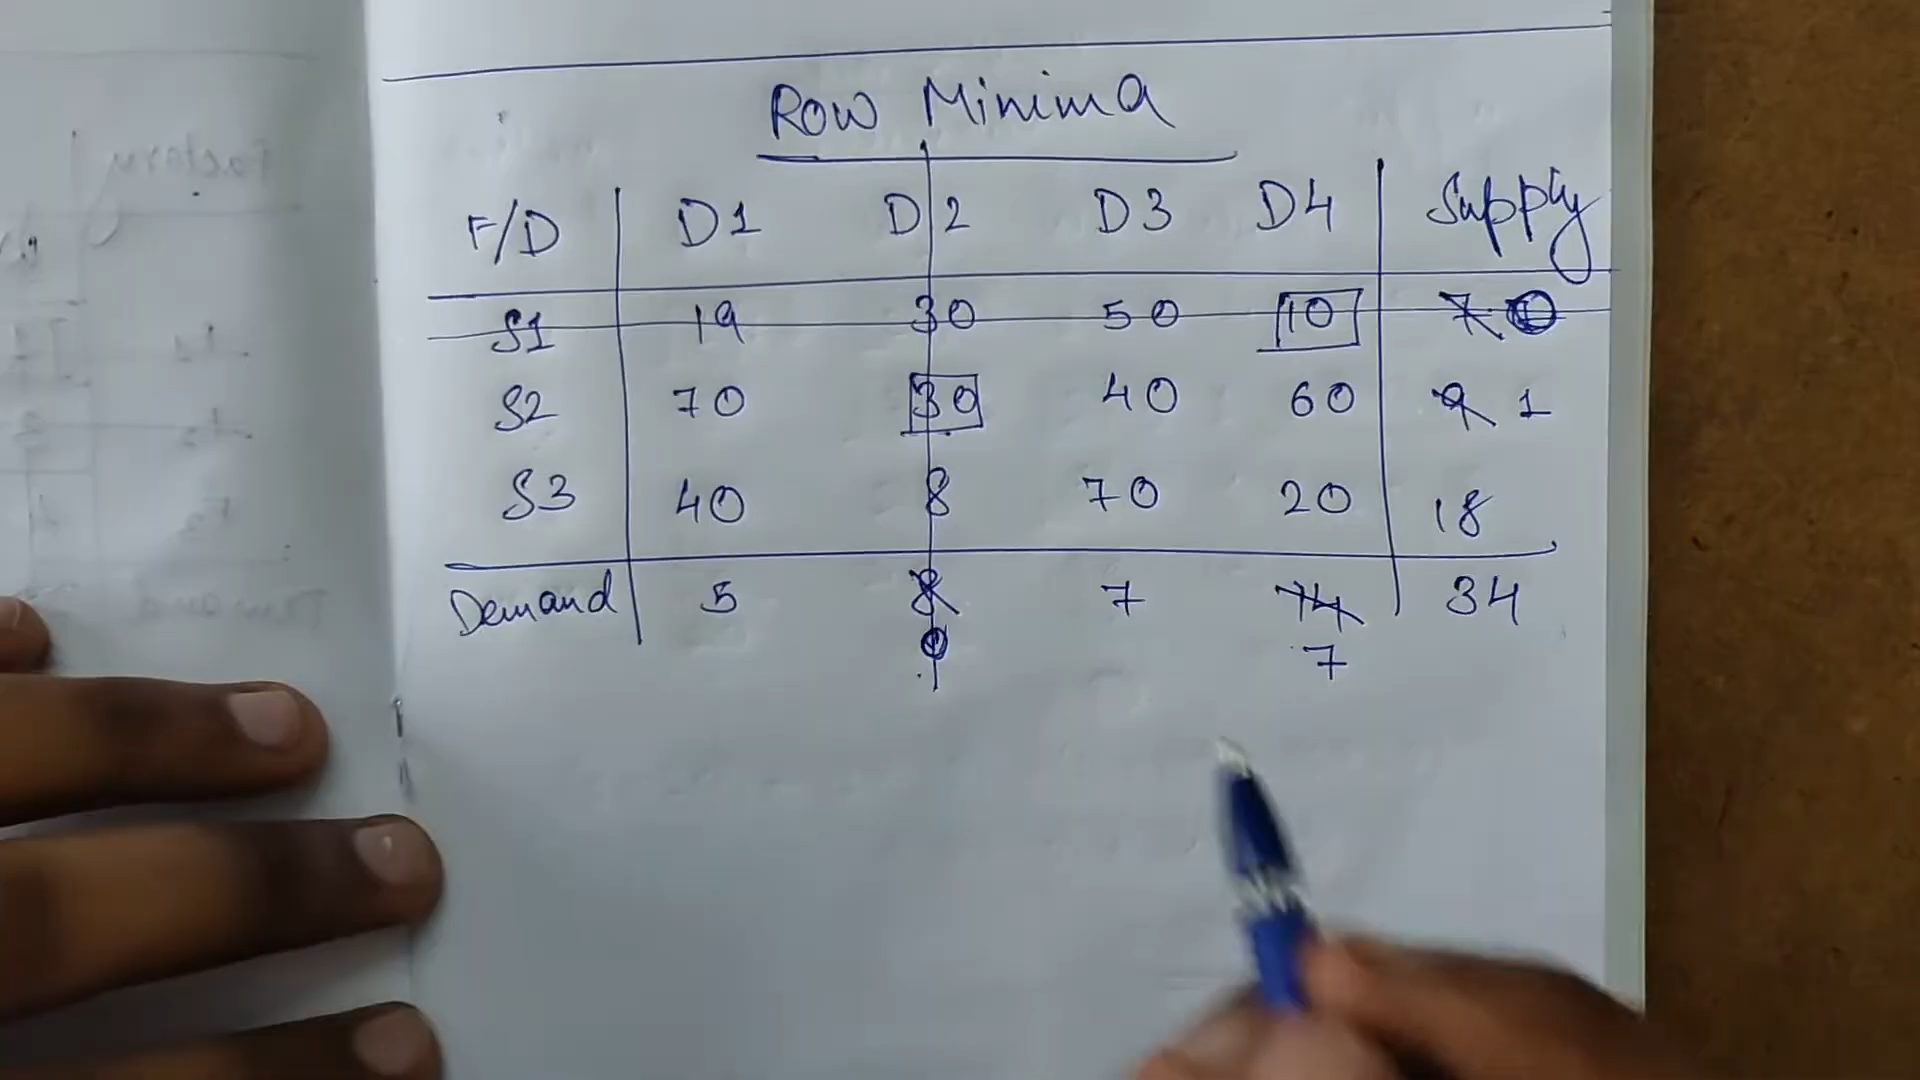 Row Minima
F/D D1 D2 D3 D4 Supply
S1 19 30 50 10 7 0
S2 70 30 40 60 9 1
S3 40 8 70 20 18
Demand 5 8 7 14 34
0 7